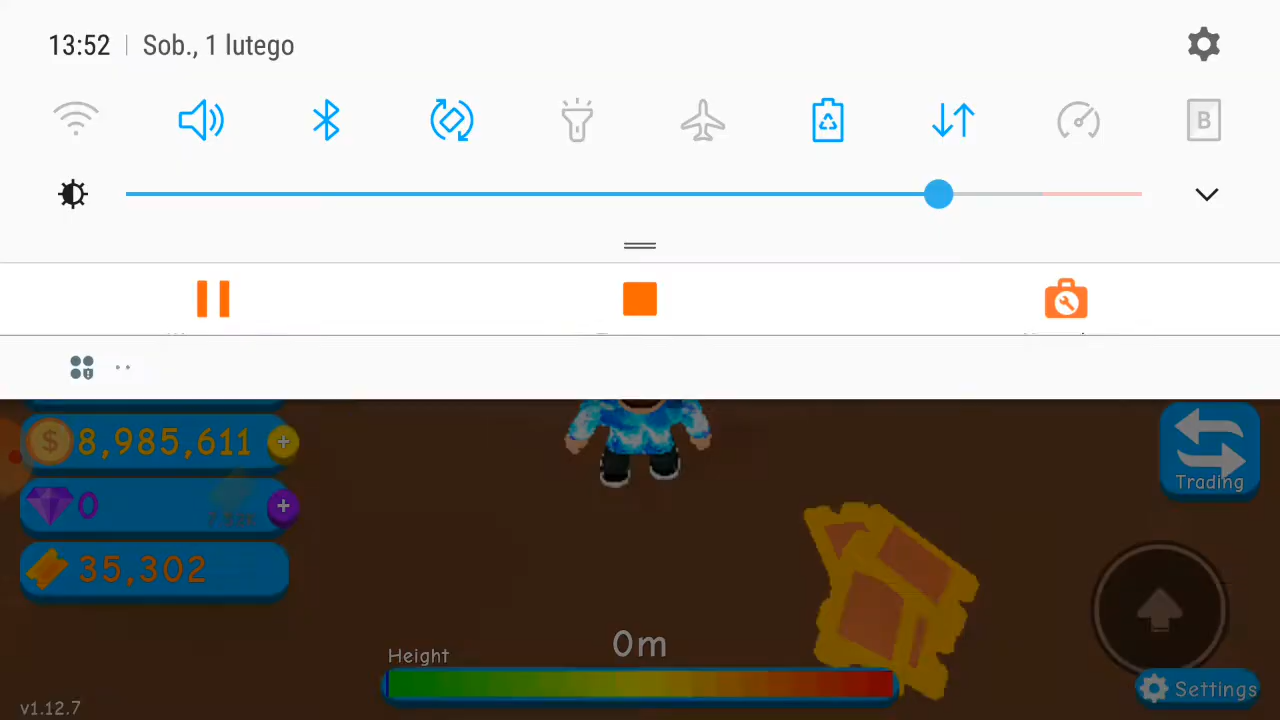 13:52 | Sob., 1 lutego
B
$ 8,985,611 +
0 +
35,302
Trading
0m
Height
Settings
v1.12.7